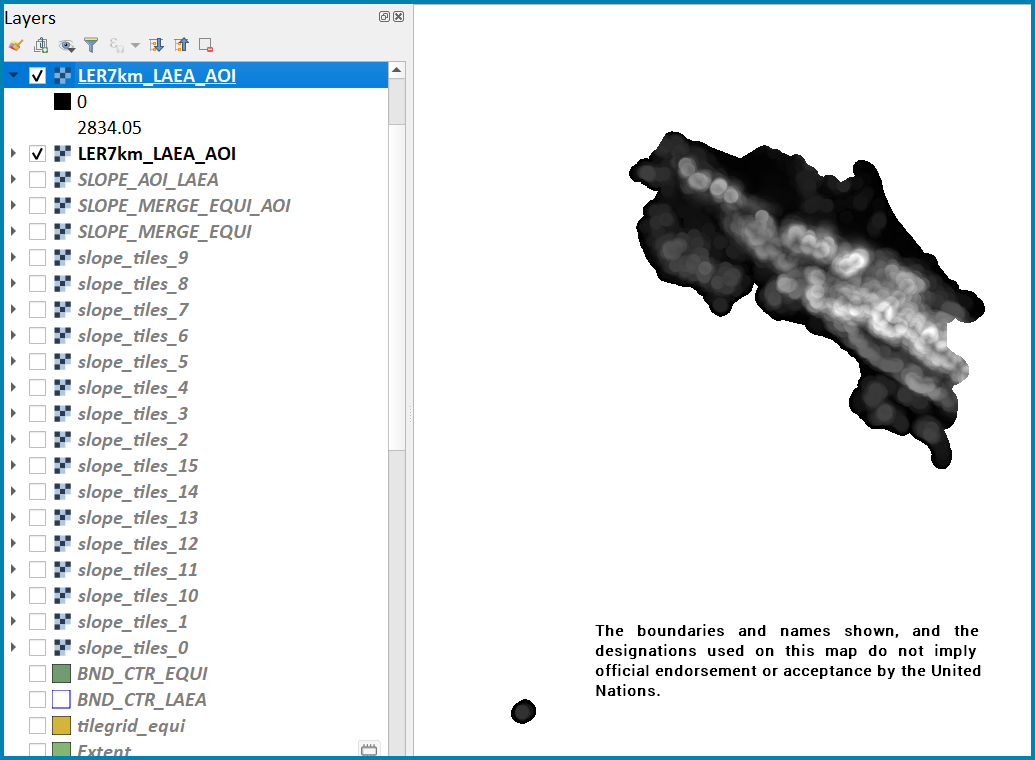 Layers
LER7km_LAEA_AOI
0
2834.05
LER7km_LAEA_AOI
SLOPE_AOI_LAEA
SLOPE_MERGE_EQUI_AOI
SLOPE_MERGE_EQUI
slope_tiles_9
slope_tiles_8
slope_tiles_7
slope_tiles_6
slope_tiles_5
slope_tiles_4
slope_tiles_3
slope_tiles_2
slope_tiles_15
slope_tiles_14
slope_tiles_13
slope_tiles_12
slope_tiles_11
slope_tiles_10
slope_tiles_1
slope_tiles_0
BND_CTR_EQUI
BND_CTR_LAEA
tilegrid_equi
Extent
The boundaries and names shown, and the
designations used on this map do not imply
official endorsement or acceptance by the United
Nations.